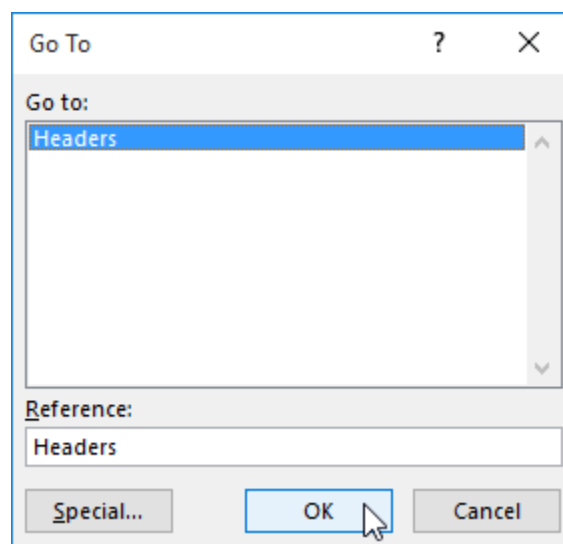 Go To ?
Go to:
Headers
Reference:
Headers
Special... OK Cancel